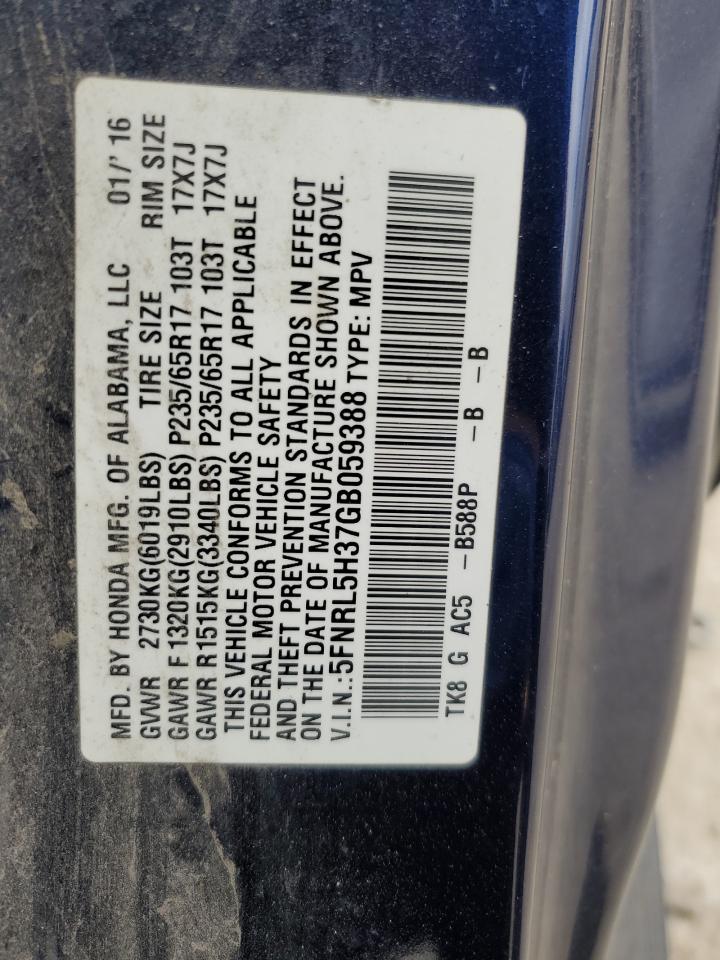 MFD. BY HONDA MFG. OF ALABAMA, LLC 01/' 16
GVWR 2730KG(6019LBS) TIRE SIZE RIM SIZE
GAWR F 1320KG(2910LBS) P235/65R17 103T 17X7J
GAWR R 1515KG(3340LBS) P235/65R17 103T 17X7J
THIS VEHICLE CONFORMS TO ALL APPLICABLE
FEDERAL MOTOR VEHICLE SAFETY
AND THEFT PREVENTION STANDARDS IN EFFECT
ON THE DATE OF MANUFACTURE SHOWN ABOVE.
V.I.N.:5FNRL5H37GB059388 TYPE: MPV
TK8 G AC5 -B588P -B -B